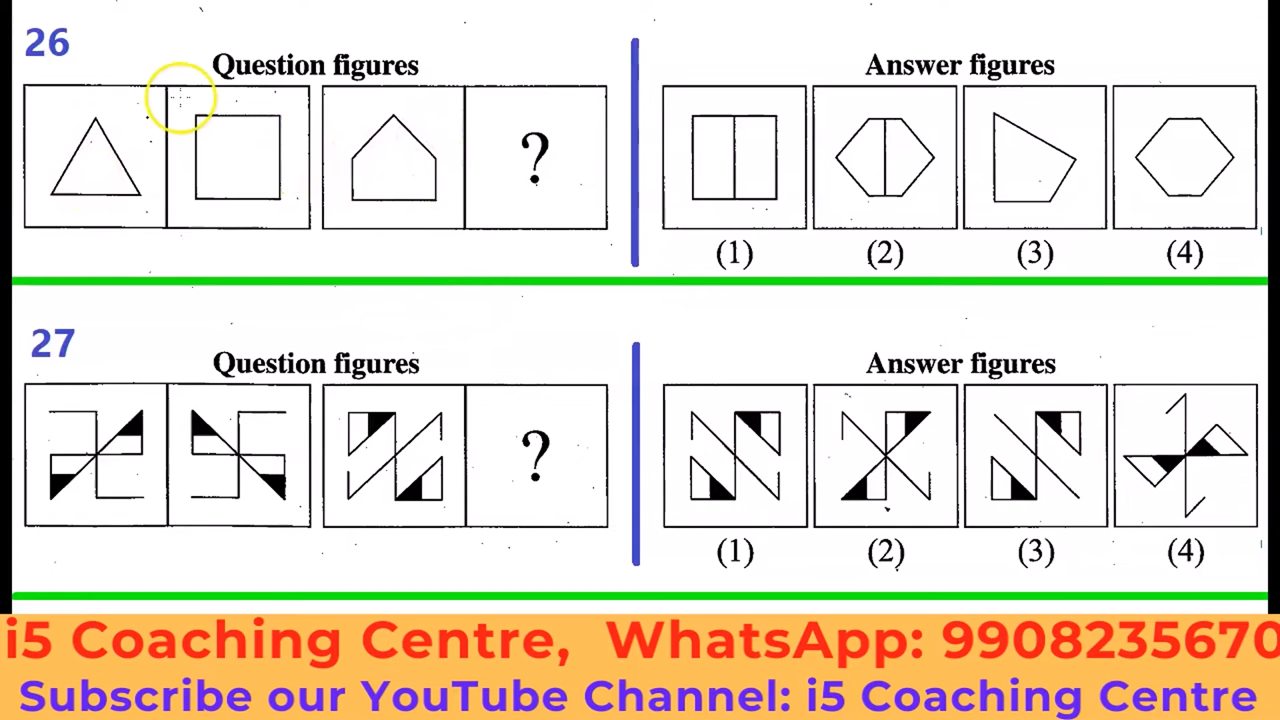 26
Question figures
Answer figures
?
(1)
(2)
(3)
(4)
27
Question figures
Answer figures
?
(1)
(2)
(3)
(4)
i5 Coaching Centre, WhatsApp: 9908235670
Subscribe our YouTube Channel: i5 Coaching Centre